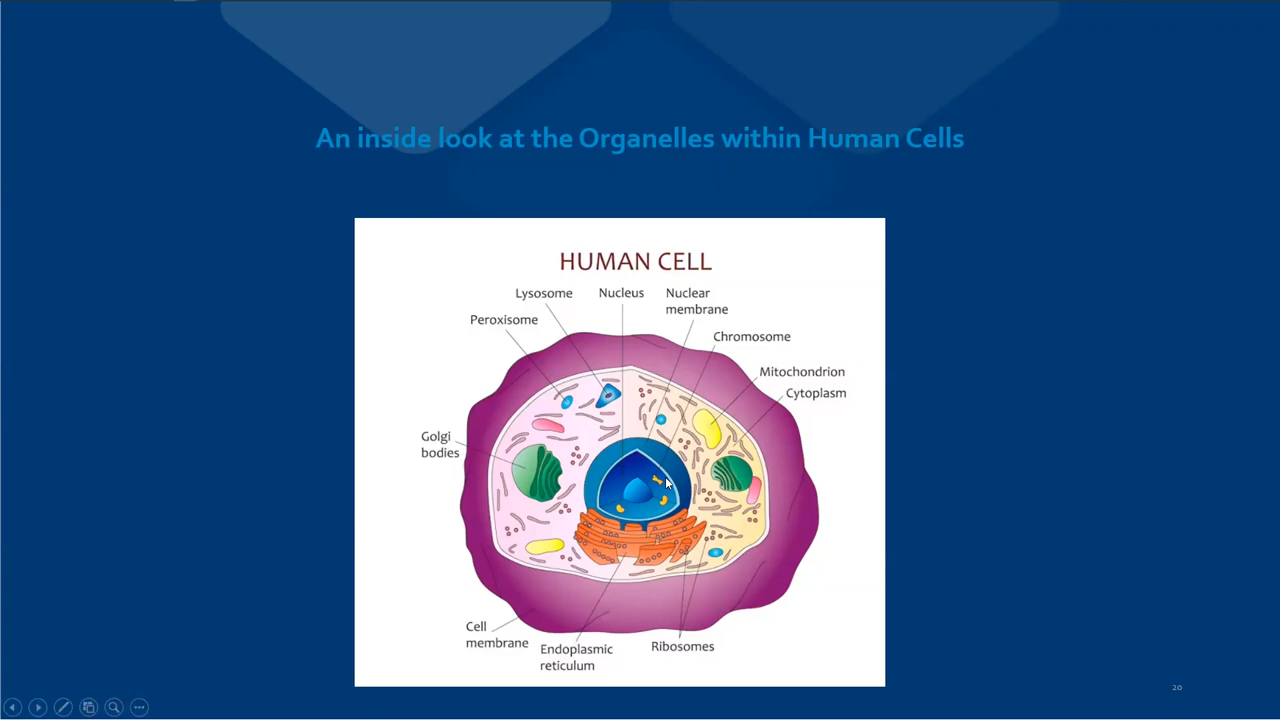 An inside look at the Organelles within Human Cells
HUMAN CELL
Lysosome
Nucleus
Nuclear
membrane
Peroxisome
Chromosome
Mitochondrion
Cytoplasm
Golgi
bodies
Cell
membrane
Endoplasmic
reticulum
Ribosomes
20